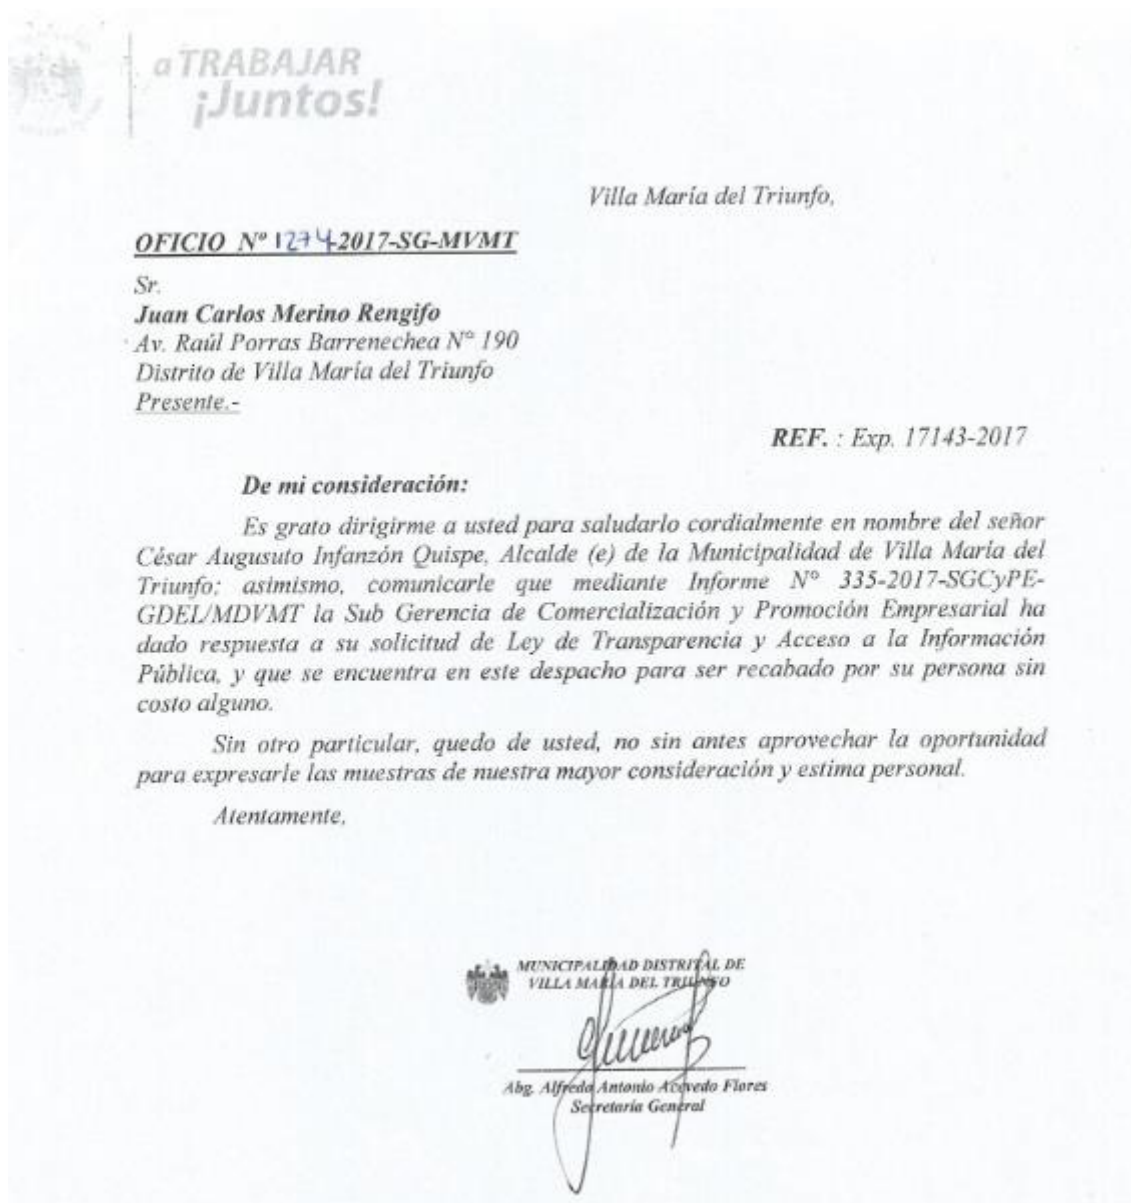 a TRABAJAR
¡Juntos!
Villa María del Triunfo,
OFICIO Nº 1274-2017-SG-MVMT
Sr.
Juan Carlos Merino Rengifo
Av. Raúl Porras Barrenechea Nº 190
Distrito de Villa María del Triunfo
Presente.-
REF. : Exp. 17143-2017
De mi consideración:
Es grato dirigirme a usted para saludarlo cordialmente en nombre del señor
César Augusuto Infanzón Quispe, Alcalde (e) de la Municipalidad de Villa María del
Triunfo; asimismo, comunicarle que mediante Informe Nº 335-2017-SGCyPE-
GDEL/MDVMT la Sub Gerencia de Comercialización y Promoción Empresarial ha
dado respuesta a su solicitud de Ley de Transparencia y Acceso a la Información
Pública, y que se encuentra en este despacho para ser recabado por su persona sin
costo alguno.
Sin otro particular, quedo de usted, no sin antes aprovechar la oportunidad
para expresarle las muestras de nuestra mayor consideración y estima personal.
Atentamente,
MUNICIPALIDAD DISTRITAL DE
VILLA MARÍA DEL TRIUNFO
Abg. Alfredo Antonio Acevedo Flores
Secretaría General